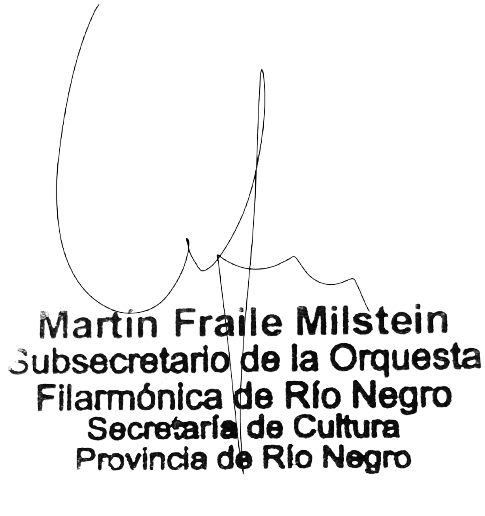 Martín Fraile Milstein
Subsecretario de la Orquesta
Filarmónica de Río Negro
Secretaría de Cultura
Provincia de Río Negro